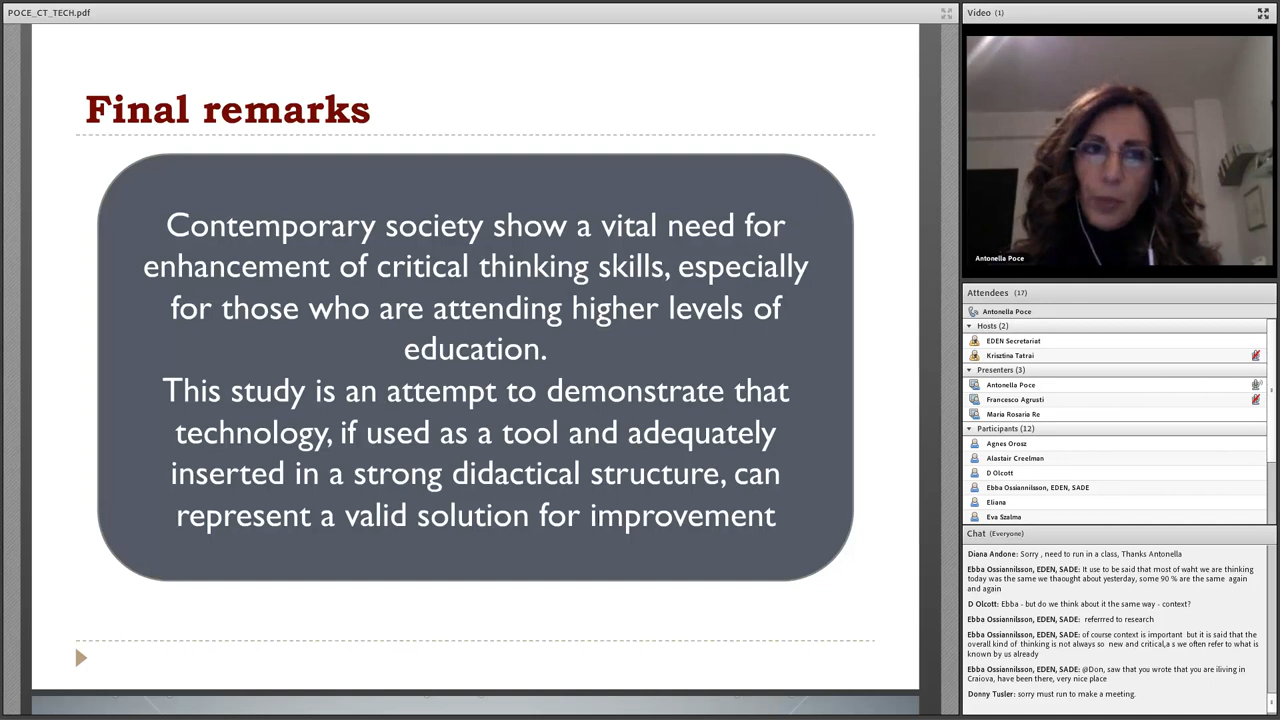 POCE_CT_TECH.pdf
Final remarks
Contemporary society show a vital need for
enhancement of critical thinking skills, especially
for those who are attending higher levels of
education.
This study is an attempt to demonstrate that
technology, if used as a tool and adequately
inserted in a strong didactical structure, can
represent a valid solution for improvement
Video (1)
Antonella Poce
Attendees (17)
Antonella Poce
Hosts (2)
EDEN Secretariat
Krisztina Tatrai
Presenters (3)
Antonella Poce
Francesco Agrusti
Maria Rosaria Re
Participants (12)
Agnes Orosz
Alastair Creelman
D Olcott
Ebba Ossiannilsson, EDEN, SADE
Eliana
Eva Szalma
Chat (Everyone)
Diana Andone: Sorry , need to run in a class, Thanks Antonella
Ebba Ossiannilsson, EDEN, SADE: It use to be said that most of waht we are thinking
today was the same we thaought about yesterday, some 90 % are the same again
and again
D Olcott: Ebba - but do we think about it the same way - context?
Ebba Ossiannilsson, EDEN, SADE: referrred to research
Ebba Ossiannilsson, EDEN, SADE: of course context is important but it is said that the
overall kind of thinking is not always so new and critical,a s we often refer to what is
known by us already
Ebba Ossiannilsson, EDEN, SADE: @Don, saw that you wrote that you are iliving in
Craiova, have been there, very nice place
Donny Tusler: sorry must run to make a meeting.